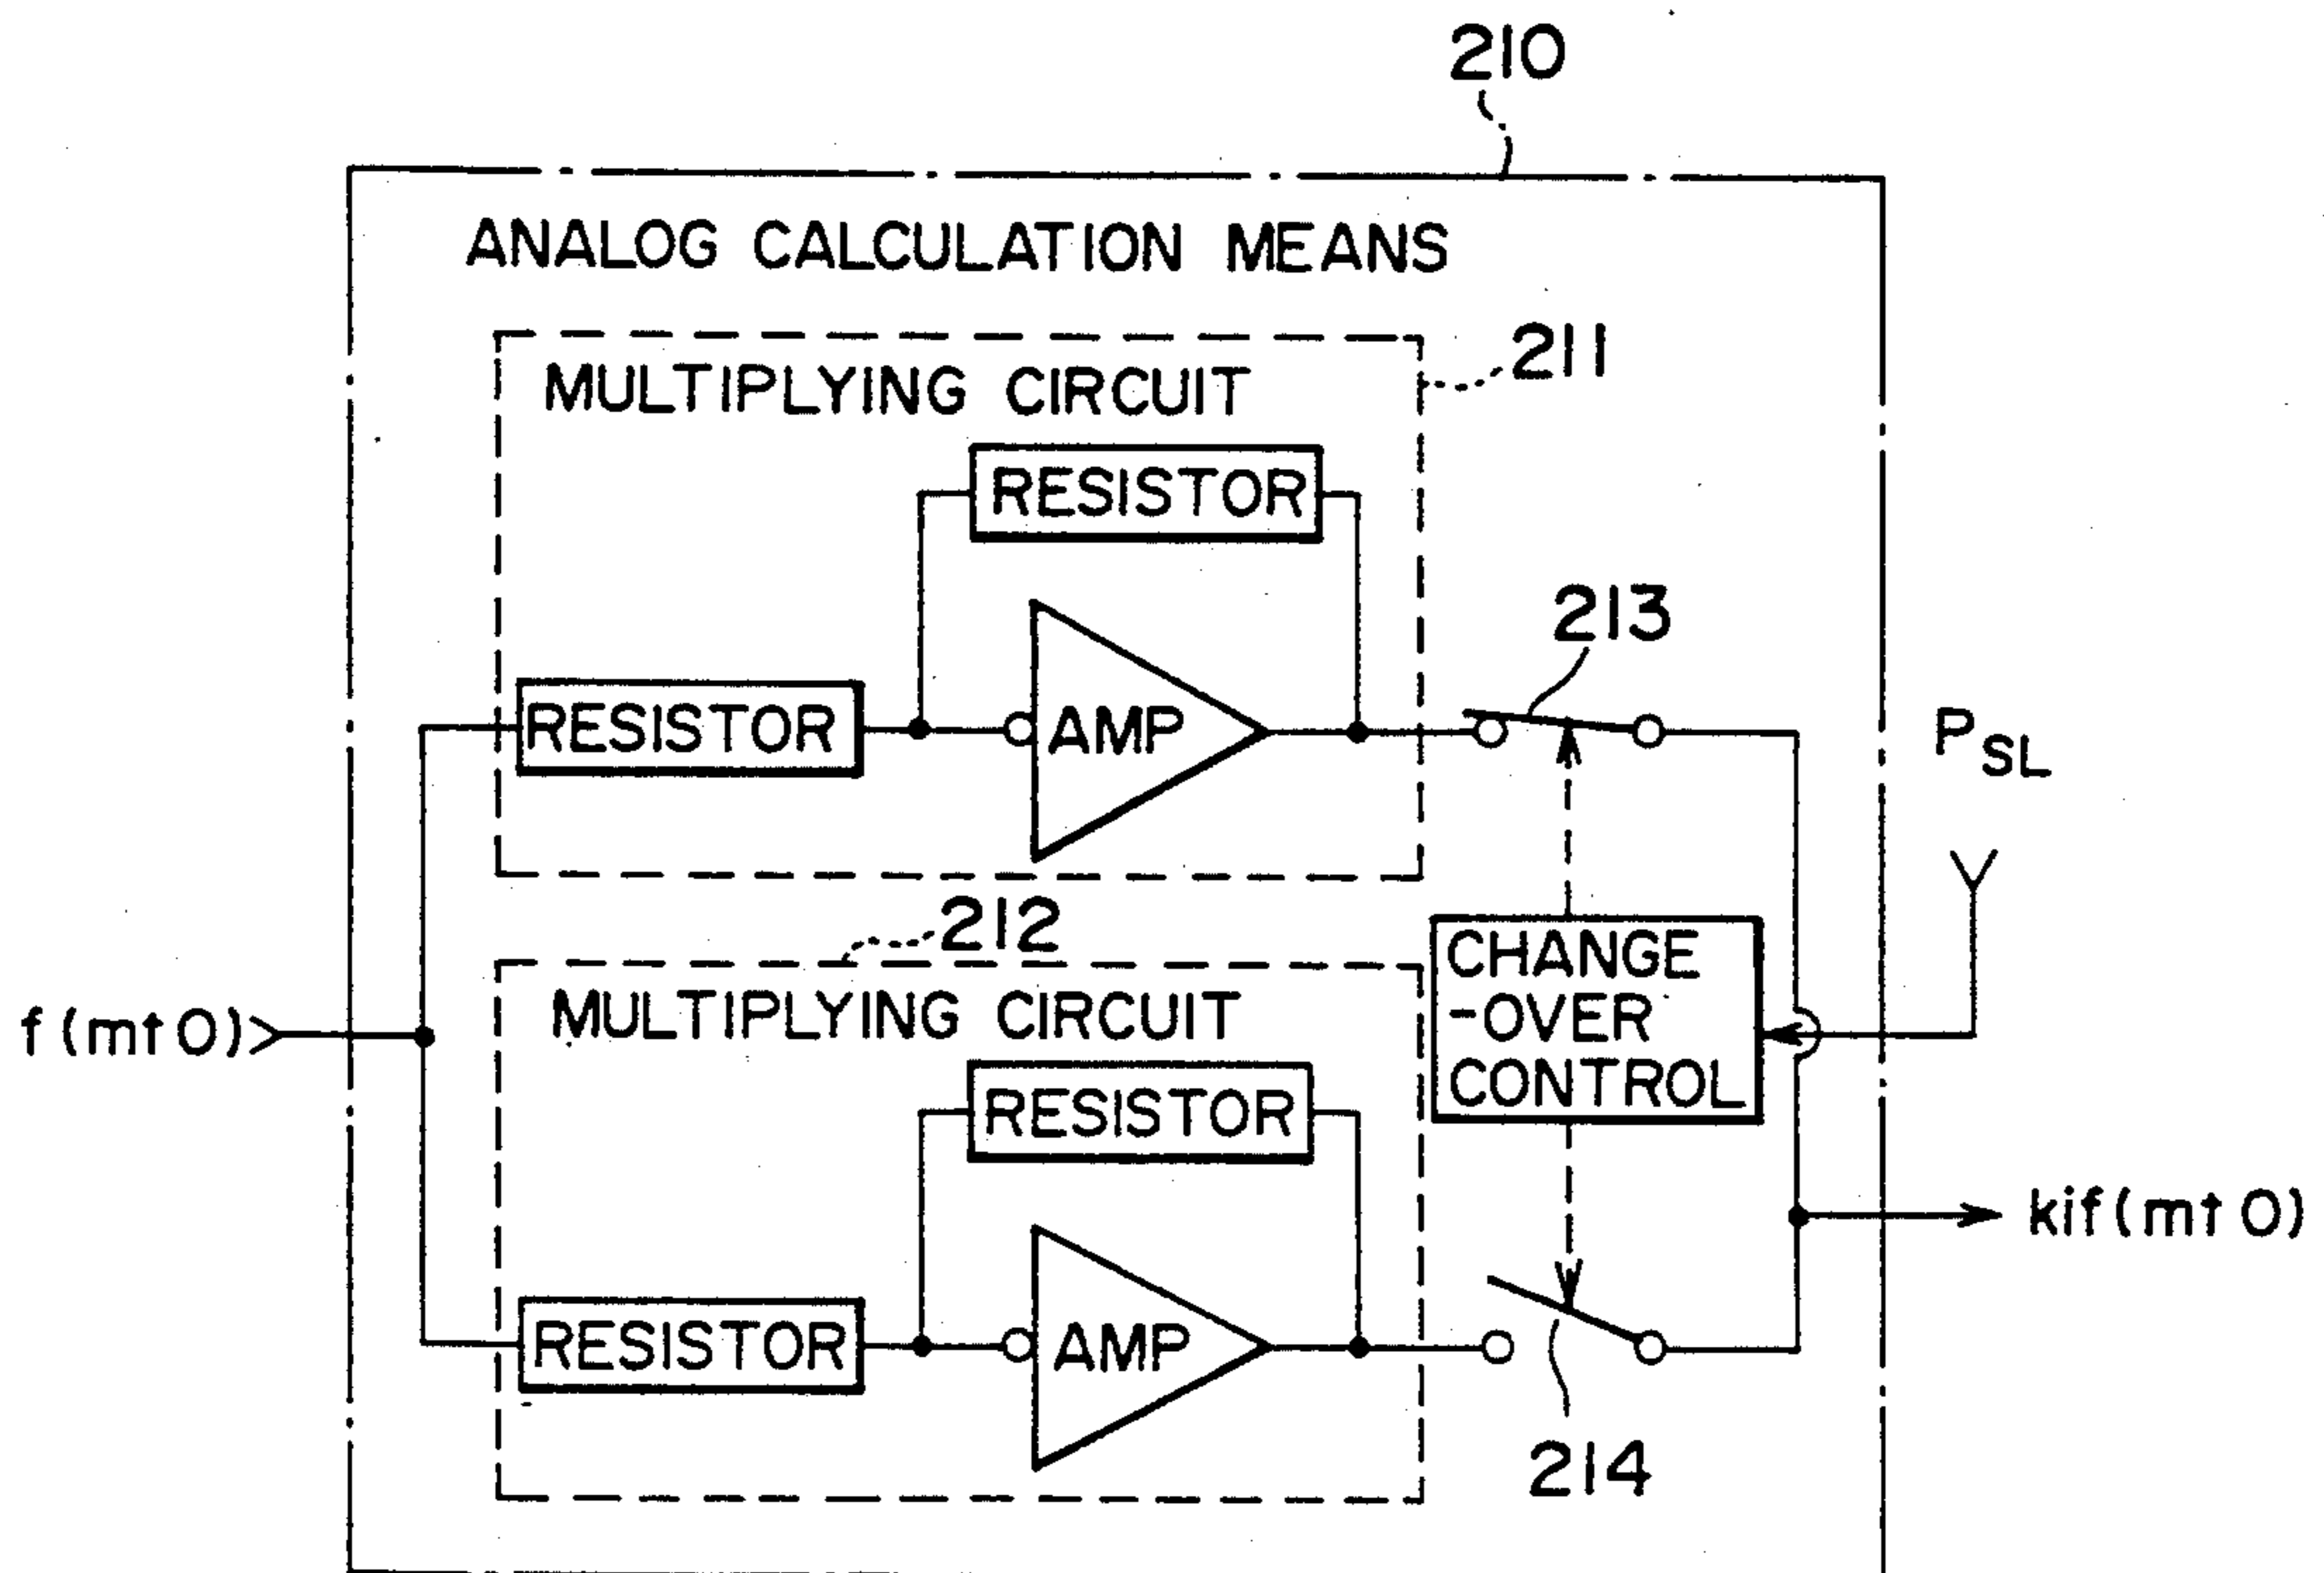 210
ANALOG CALCULATION MEANS
211
MULTIPLYING CIRCUIT
RESISTOR
213
RESISTOR
AMP
PSL
212
CHANGE
-OVER
CONTROL
f(mt0)
MULTIPLYING CIRCUIT
RESISTOR
kif(mt0)
RESISTOR
AMP
214